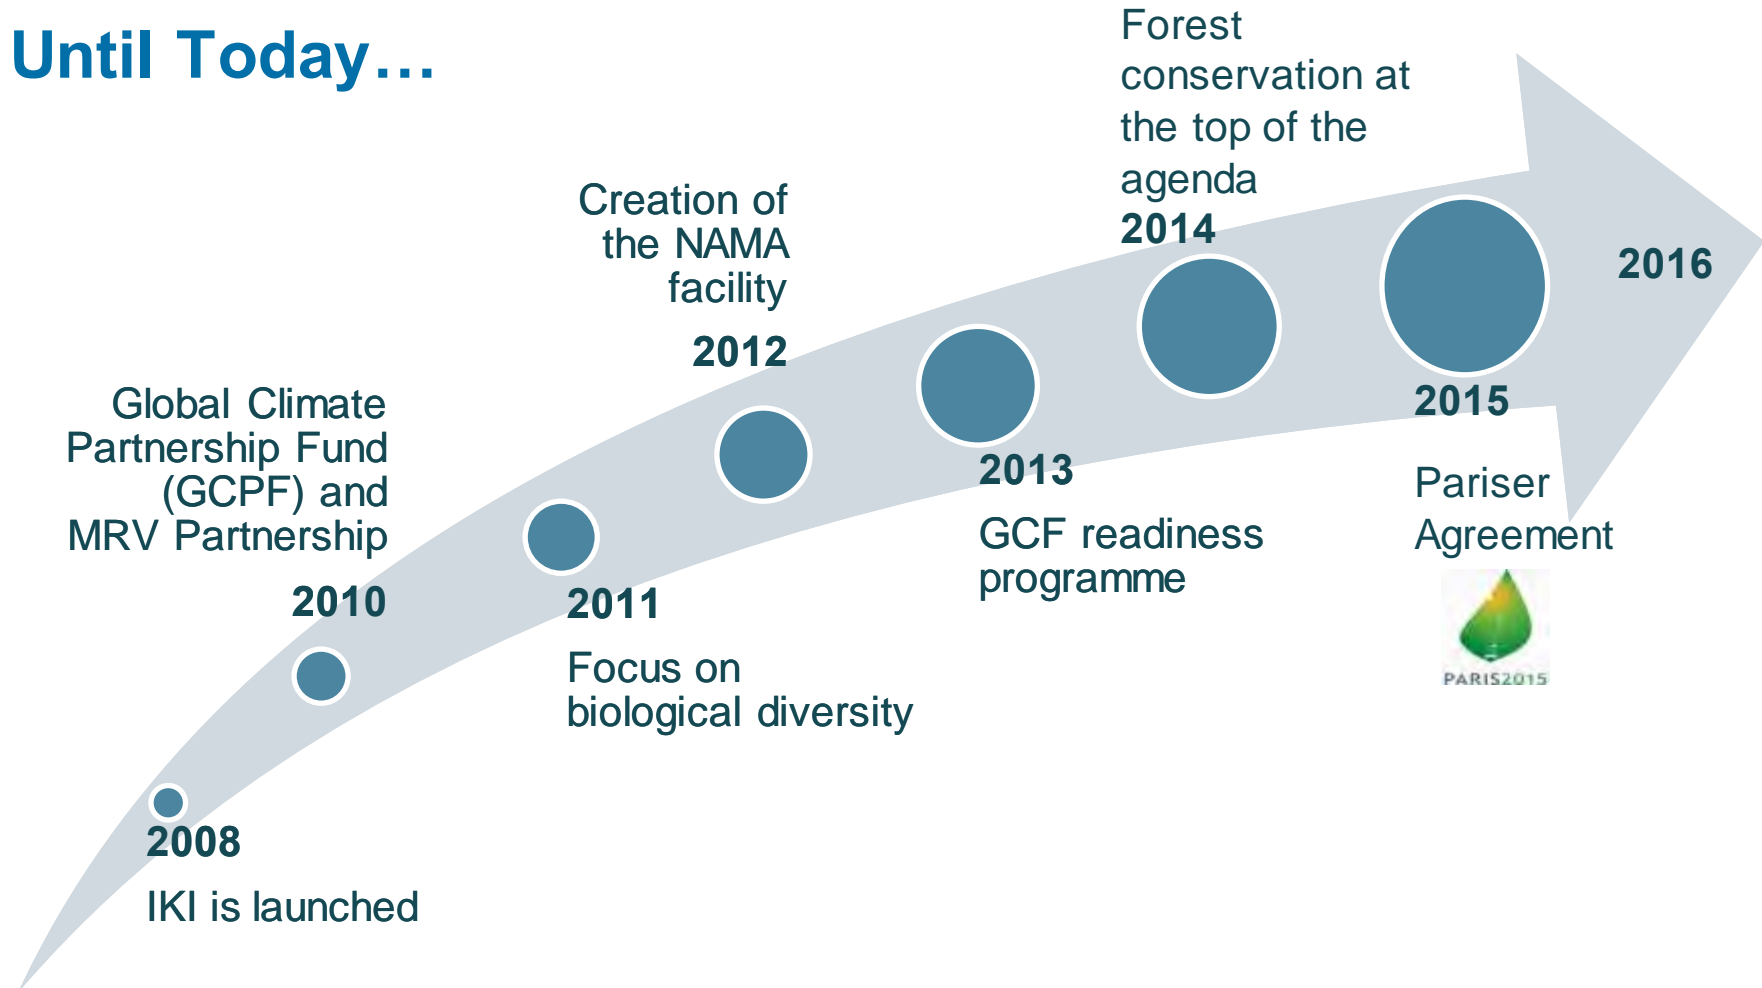 Until Today…
Forest
conservation at
the top of the
agenda
2014
Creation of
the NAMA
facility
2012
2016
Global Climate
Partnership Fund
(GCPF) and
MRV Partnership
2010
2015
Pariser
Agreement
PARIS2015
2013
GCF readiness
programme
2011
Focus on
biological diversity
2008
IKI is launched